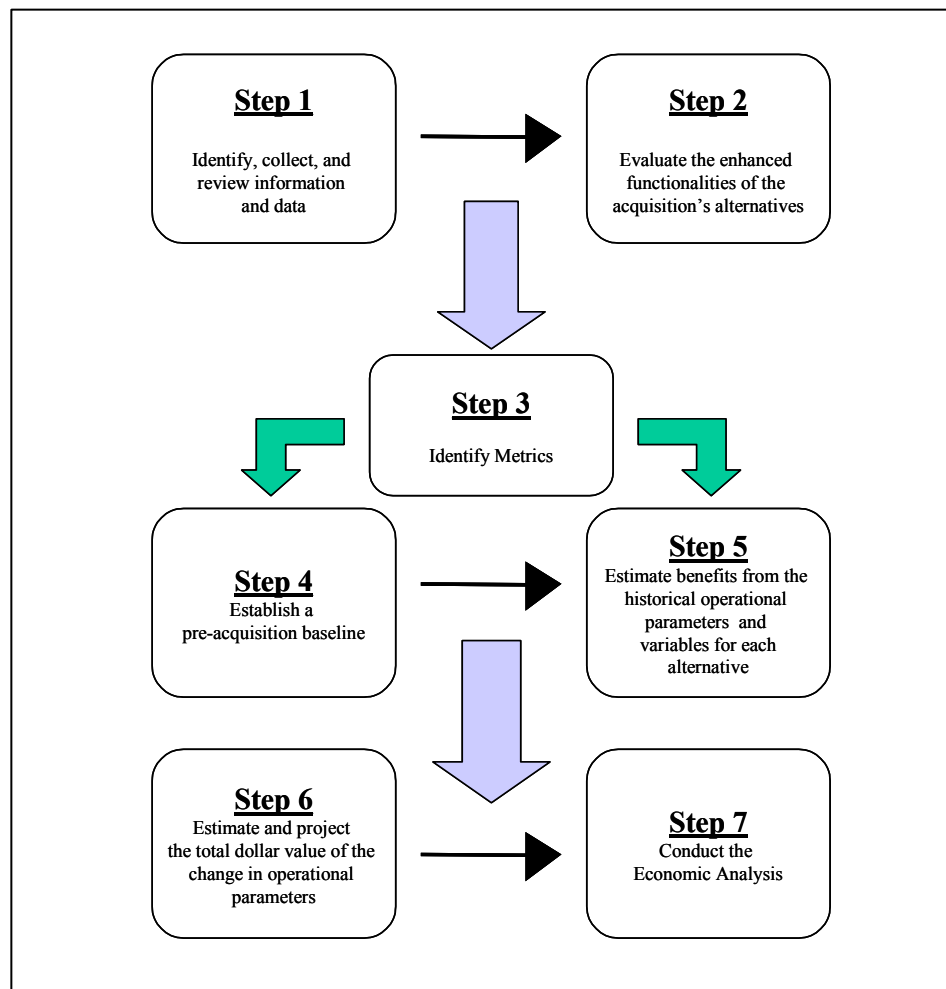 Step 1
Identify, collect, and
review information
and data
Step 2
Evaluate the enhanced
functionalities of the
acquisition's alternatives
Step 3
Identify Metrics
Step 4
Establish a
pre-acquisition baseline
Step 5
Estimate benefits from the
historical operational
parameters and
variables for each
alternative
Step 6
Estimate and project
the total dollar value of the
change in operational
parameters
Step 7
Conduct the
Economic Analysis